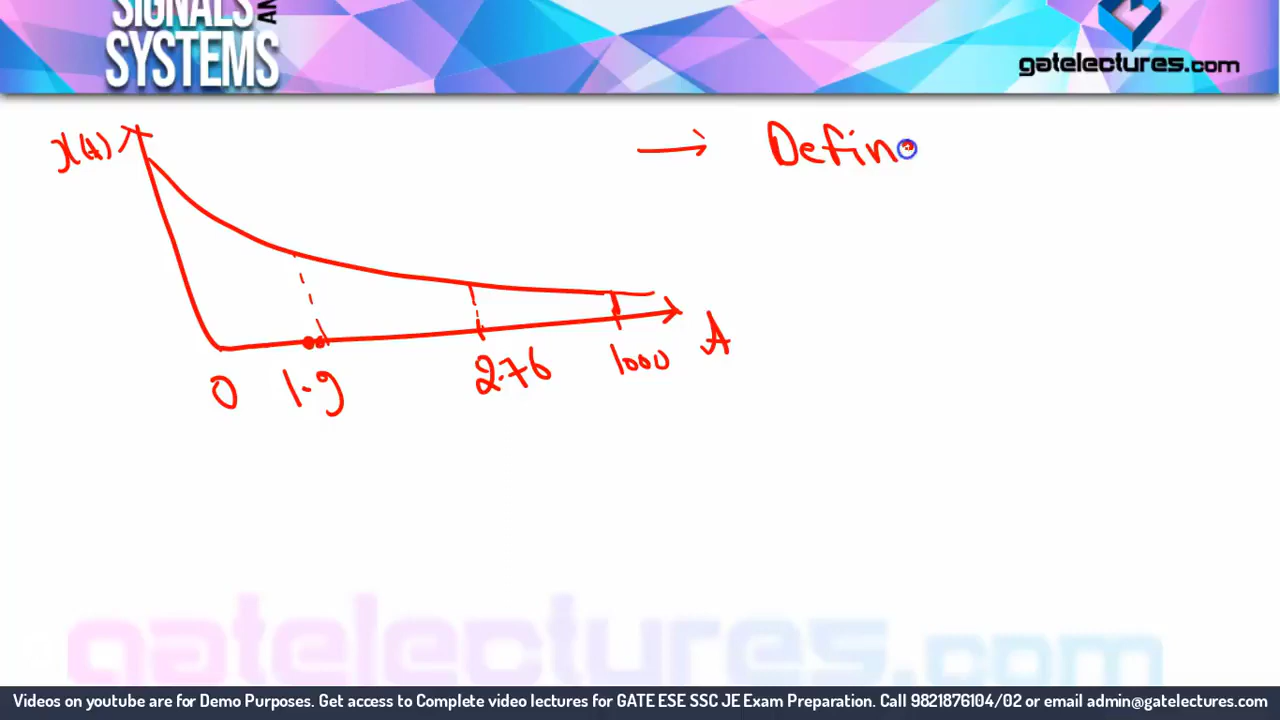 SIGNALS AND
SYSTEMS
gatelectures.com
x(t)
→ Defin
0 1.9 2.76 1000 t
gatelectures.com
Videos on youtube are for Demo Purposes. Get access to Complete video lectures for GATE ESE SSC JE Exam Preparation. Call 9821876104/02 or email admin@gatelectures.com